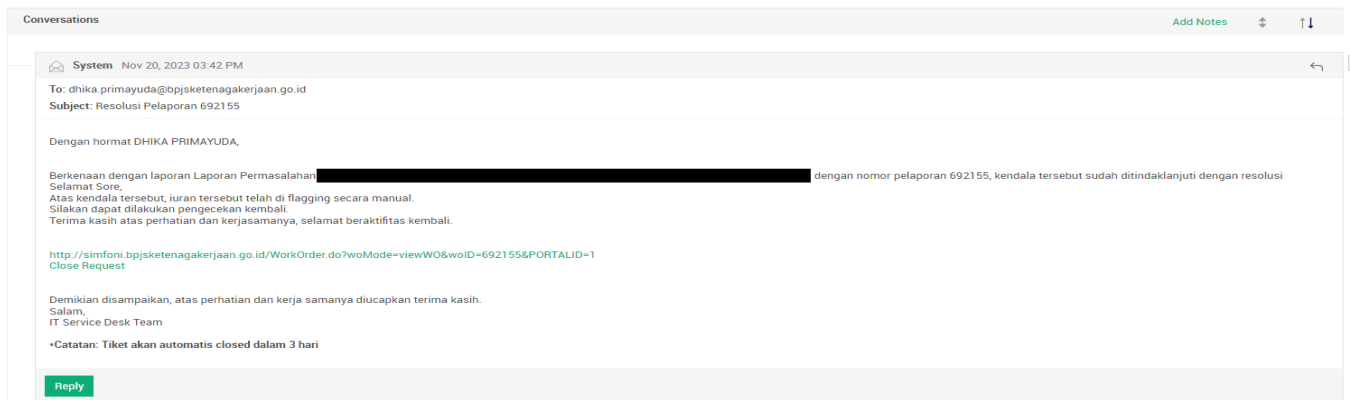 Conversations
Add Notes
System Nov 20, 2023 03:42 PM
To: dhika.primayuda@bpjsketenagakerjaan.go.id
Subject: Resolusi Pelaporan 692155
Dengan hormat DHIKA PRIMAYUDA,
Berkenaan dengan laporan Laporan Permasalahan dengan nomor pelaporan 692155, kendala tersebut sudah ditindaklanjuti dengan resolusi
Selamat Sore,
Atas kendala tersebut, iuran tersebut telah di flagging secara manual.
Silakan dapat dilakukan pengecekan kembali.
Terima kasih atas perhatian dan kerjasamanya, selamat beraktifitas kembali.
http://simfoni.bpjsketenagakerjaan.go.id/WorkOrder.do?woMode=viewWO&woID=692155&PORTALID=1
Close Request
Demikian disampaikan, atas perhatian dan kerja samanya diucapkan terima kasih.
Salam,
IT Service Desk Team
*Catatan: Tiket akan automatis closed dalam 3 hari
Reply